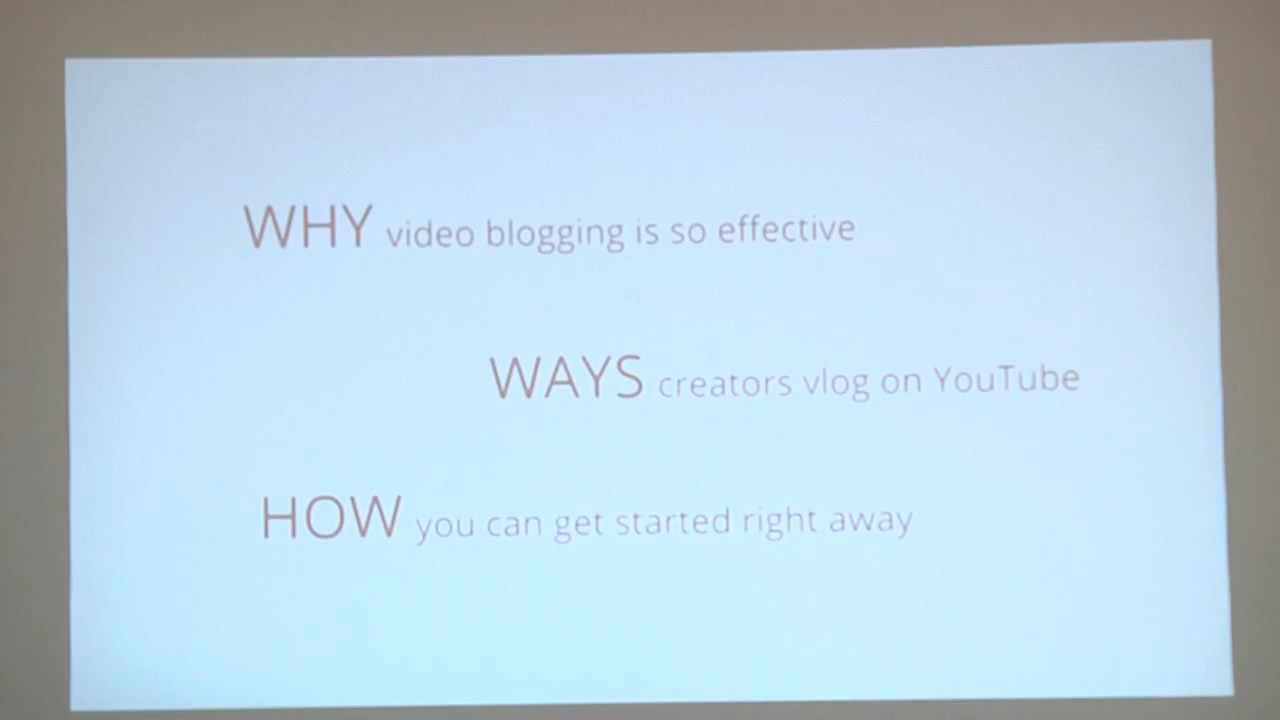 WHY video blogging is so effective
WAYS creators vlog on YouTube
HOW you can get started right away